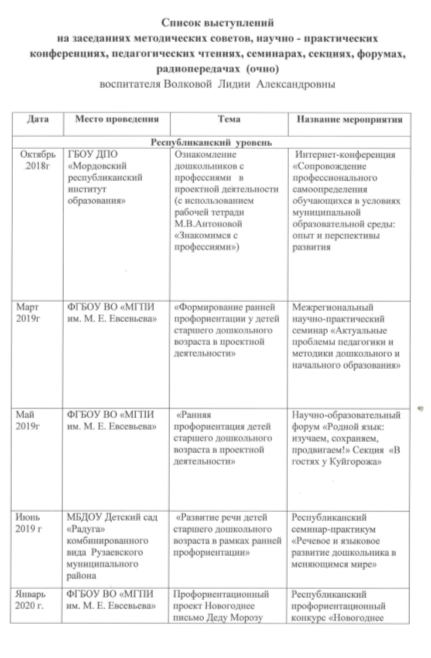 Список выступлений
на заседаниях методических советов, научно - практических
конференциях, педагогических чтениях, семинарах, секциях, форумах,
радиопередачах (очно)
воспитателя Волковой Лидии Александровны
Дата Место проведения Тема Название мероприятия
Республиканский уровень
Октябрь 2018г
ГБОУ ДПО
«Мордовский
республиканский
институт
образования»
Ознакомление
дошкольников с
профессиями в
проектной деятельности
(с использованием
рабочей тетради
М.В.Антоновой
«Знакомимся с
профессиями»)
Интернет-конференция
«Сопровождение
профессионального
самоопределения
обучающихся в условиях
муниципальной
образовательной среды:
опыт и перспективы
развития
Март
2019г
ФГБОУ ВО «МГПИ
им. М. Е. Евсевьева»
«Формирование ранней
профориентации у детей
старшего дошкольного
возраста в проектной
деятельности»
Межрегиональный
научно-практический
семинар «Актуальные
проблемы педагогики и
методики дошкольного и
начального образования»
Май
2019г
ФГБОУ ВО «МГПИ
им. М. Е. Евсевьева»
«Ранняя
профориентация детей
старшего дошкольного
возраста в проектной
деятельности»
Научно-образовательный
форум «Родной язык:
изучаем, сохраняем,
продвигаем!» Секция «В
гостях у Куйгорожа»
Июнь
2019 г
МБДОУ Детский сад
«Радуга»
комбинированного
вида Рузаевского
муниципального
района
«Развитие речи детей
старшего дошкольного
возраста в рамках ранней
профориентации»
Республиканский
семинар-практикум
«Речевое и языковое
развитие дошкольника в
меняющимся мире»
Январь
2020 г.
ФГБОУ ВО «МГПИ
им. М. Е. Евсевьева»
Профориентационный
проект Новогоднее
письмо Деду Морозу
Республиканский
профориентационный
конкурс «Новогоднее